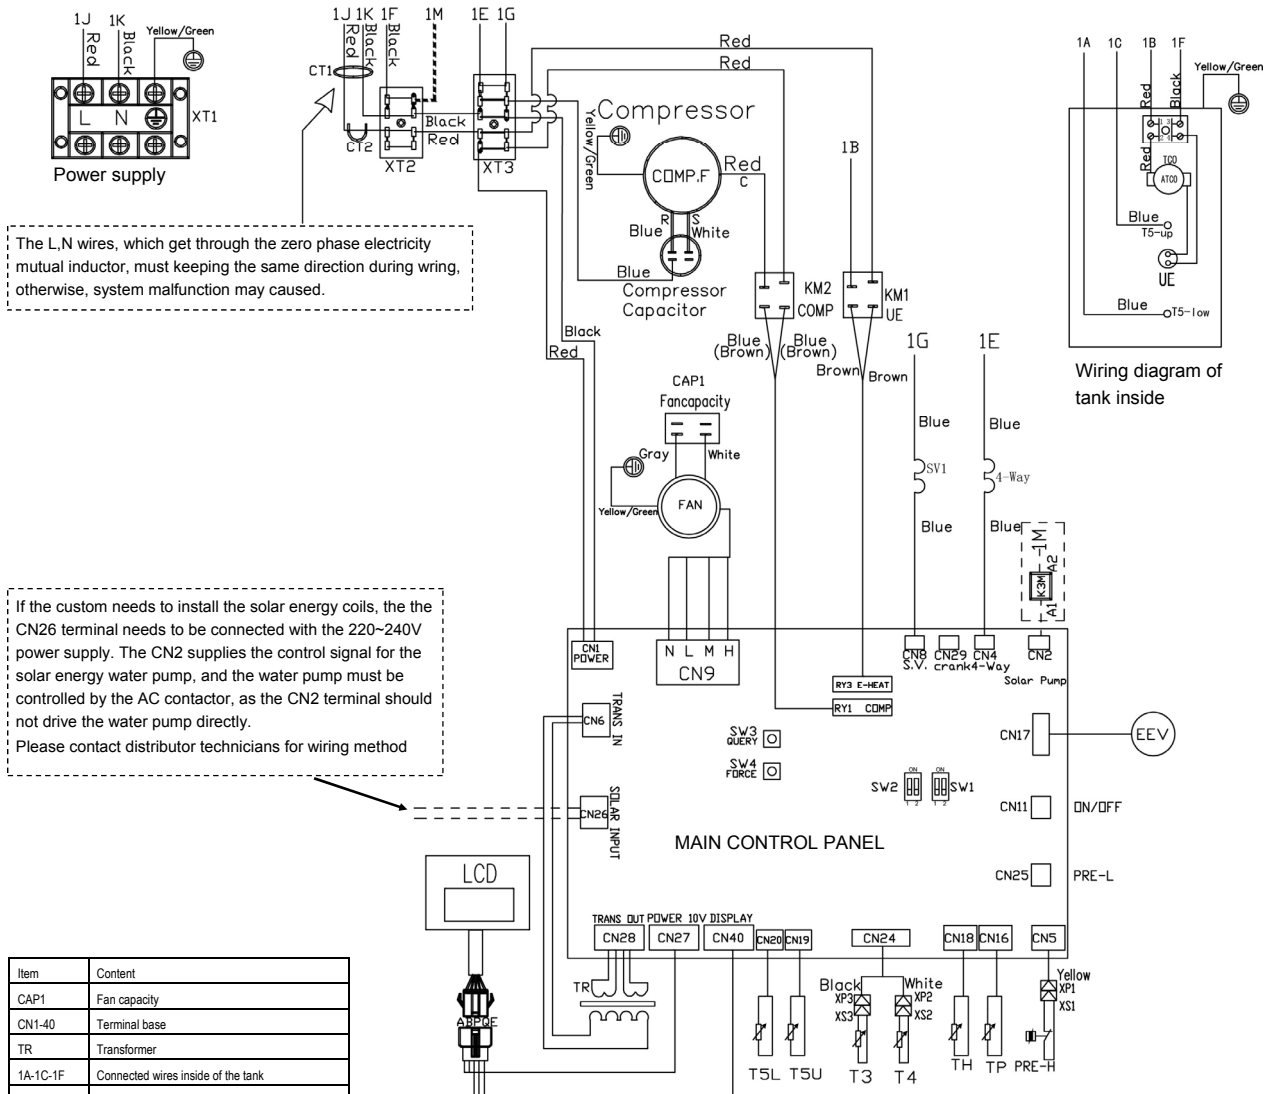 1J 1K Yellow/Green
Red Black
L N
XT1
Power supply
1J 1K 1F 1M 1E 1G
Red Black Black
CT1
CT2
Black
Red
XT2 XT3
Red
Red
Compressor
Yellow/Green
COMP.F
Red
C
R S
Blue White
Blue
Compressor
Capacitor
1B
KM2
COMP
KM1
UE
Blue
(Brown)
Blue
(Brown)
Brown Brown
1A 1C 1B 1F
Yellow/Green
Red Black
1 3
2 4
Red
TCO
ATCO
Blue
T5-up
UE
Blue
T5-low
Wiring diagram of
tank inside
The L,N wires, which get through the zero phase electricity
mutual inductor, must keeping the same direction during wring,
otherwise, system malfunction may caused.
Black
Red
CAP1
Fancapacity
Gray White
Yellow/Green
FAN
1G 1E
Blue Blue
SV1 4-Way
Blue Blue
1M
A2
K3M
A1
If the custom needs to install the solar energy coils, the the
CN26 terminal needs to be connected with the 220~240V
power supply. The CN2 supplies the control signal for the
solar energy water pump, and the water pump must be
controlled by the AC contactor, as the CN2 terminal should
not drive the water pump directly.
Please contact distributor technicians for wiring method
CN1
POWER
N L M H
CN9
CN8
S.V.
CN29
crank
CN4
4-Way
CN2
Solar Pump
RY3 E-HEAT
RY1 COMP
CN6
TRANS IN
SW3
QUERY
SW4
FORCE
CN17
EEV
ON ON
SW2 SW1
1 2 1 2
CN11 ON/OFF
CN26
SOLAR INPUT
MAIN CONTROL PANEL
CN25 PRE-L
LCD
TRANS OUT POWER 10V DISPLAY
CN28 CN27 CN40 CN20 CN19 CN24 CN18 CN16 CN5
TR
Black White
XP3 XP2
XS3 XS2
Yellow
XP1
XS1
T5L T5U T3 T4 TH TP PRE-H
ABPQE
Item Content
CAP1 Fan capacity
CN1-40 Terminal base
TR Transformer
1A-1C-1F Connected wires inside of the tank